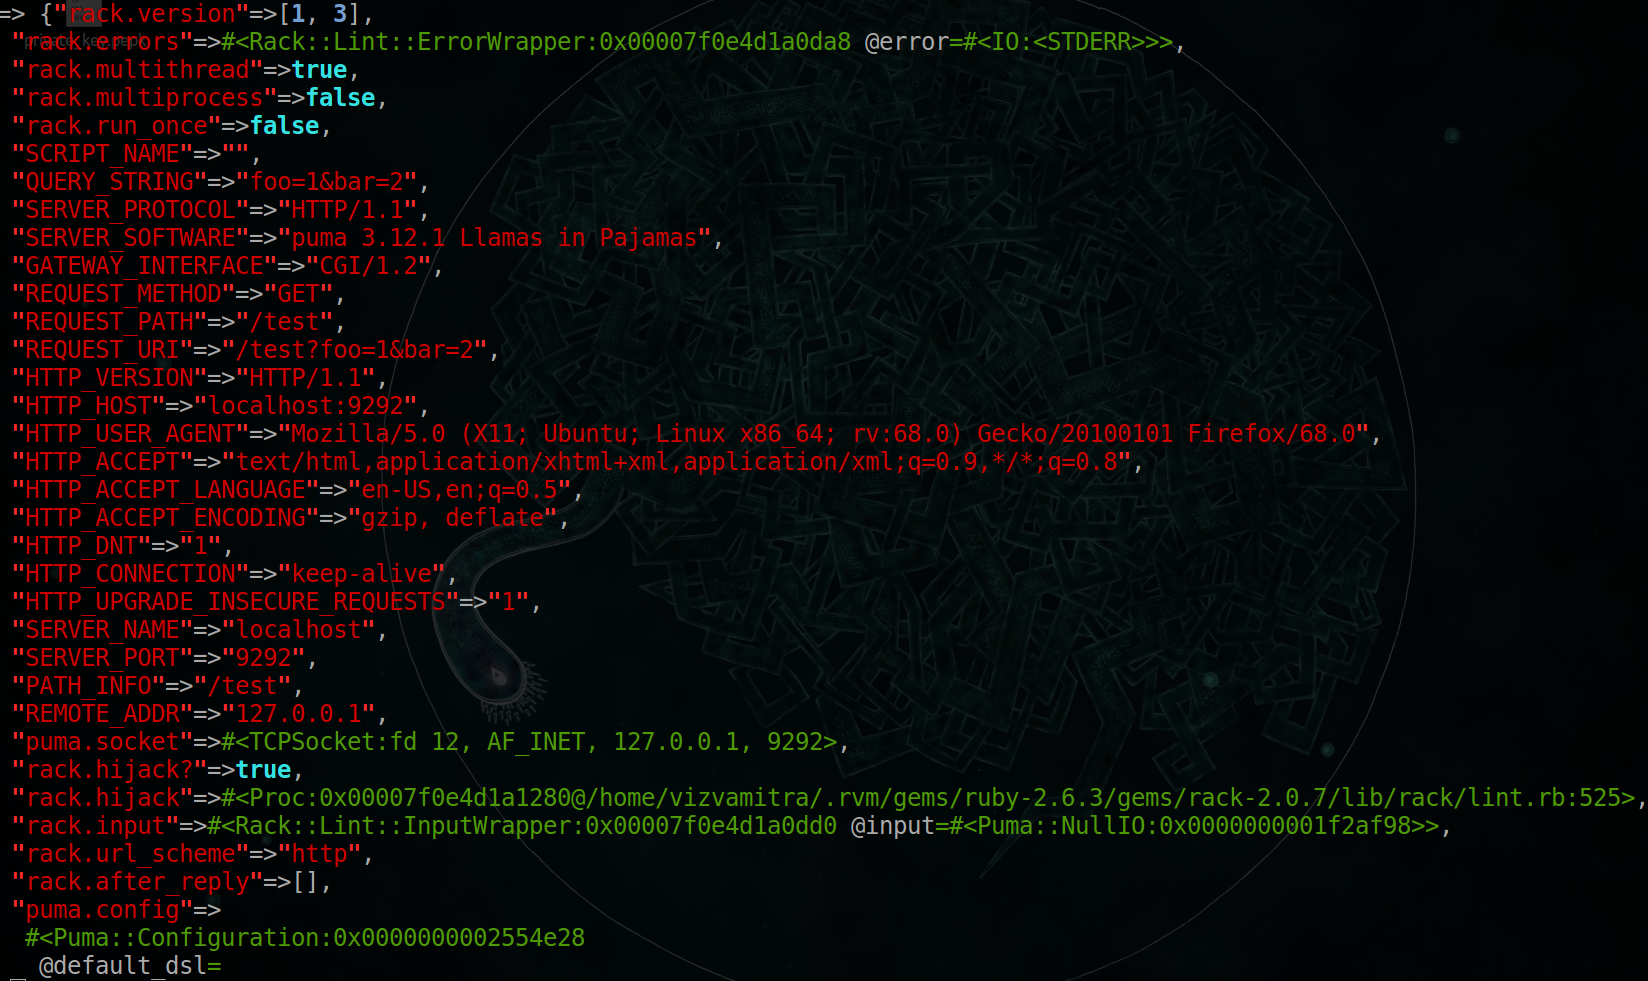 => {"rack.version"=>[1, 3],
 "rack.errors"=>#<Rack::Lint::ErrorWrapper:0x00007f0e4d1a0da8 @error=#<IO:<STDERR>>>,
 "rack.multithread"=>true,
 "rack.multiprocess"=>false,
 "rack.run_once"=>false,
 "SCRIPT_NAME"=>"",
 "QUERY_STRING"=>"foo=1&bar=2",
 "SERVER_PROTOCOL"=>"HTTP/1.1",
 "SERVER_SOFTWARE"=>"puma 3.12.1 Llamas in Pajamas",
 "GATEWAY_INTERFACE"=>"CGI/1.2",
 "REQUEST_METHOD"=>"GET",
 "REQUEST_PATH"=>"/test",
 "REQUEST_URI"=>"/test?foo=1&bar=2",
 "HTTP_VERSION"=>"HTTP/1.1",
 "HTTP_HOST"=>"localhost:9292",
 "HTTP_USER_AGENT"=>"Mozilla/5.0 (X11; Ubuntu; Linux x86_64; rv:68.0) Gecko/20100101 Firefox/68.0",
 "HTTP_ACCEPT"=>"text/html,application/xhtml+xml,application/xml;q=0.9,*/*;q=0.8",
 "HTTP_ACCEPT_LANGUAGE"=>"en-US,en;q=0.5",
 "HTTP_ACCEPT_ENCODING"=>"gzip, deflate",
 "HTTP_DNT"=>"1",
 "HTTP_CONNECTION"=>"keep-alive",
 "HTTP_UPGRADE_INSECURE_REQUESTS"=>"1",
 "SERVER_NAME"=>"localhost",
 "SERVER_PORT"=>"9292",
 "PATH_INFO"=>"/test",
 "REMOTE_ADDR"=>"127.0.0.1",
 "puma.socket"=>#<TCPSocket:fd 12, AF_INET, 127.0.0.1, 9292>,
 "rack.hijack?"=>true,
 "rack.hijack"=>#<Proc:0x00007f0e4d1a1280@/home/vizvamitra/.rvm/gems/ruby-2.6.3/gems/rack-2.0.7/lib/rack/lint.rb:525>,
 "rack.input"=>#<Rack::Lint::InputWrapper:0x00007f0e4d1a0dd0 @input=#<Puma::NullIO:0x0000000001f2af98>>,
 "rack.url_scheme"=>"http",
 "rack.after_reply"=>[],
 "puma.config"=>
  #<Puma::Configuration:0x0000000002554e28
   @default_dsl=